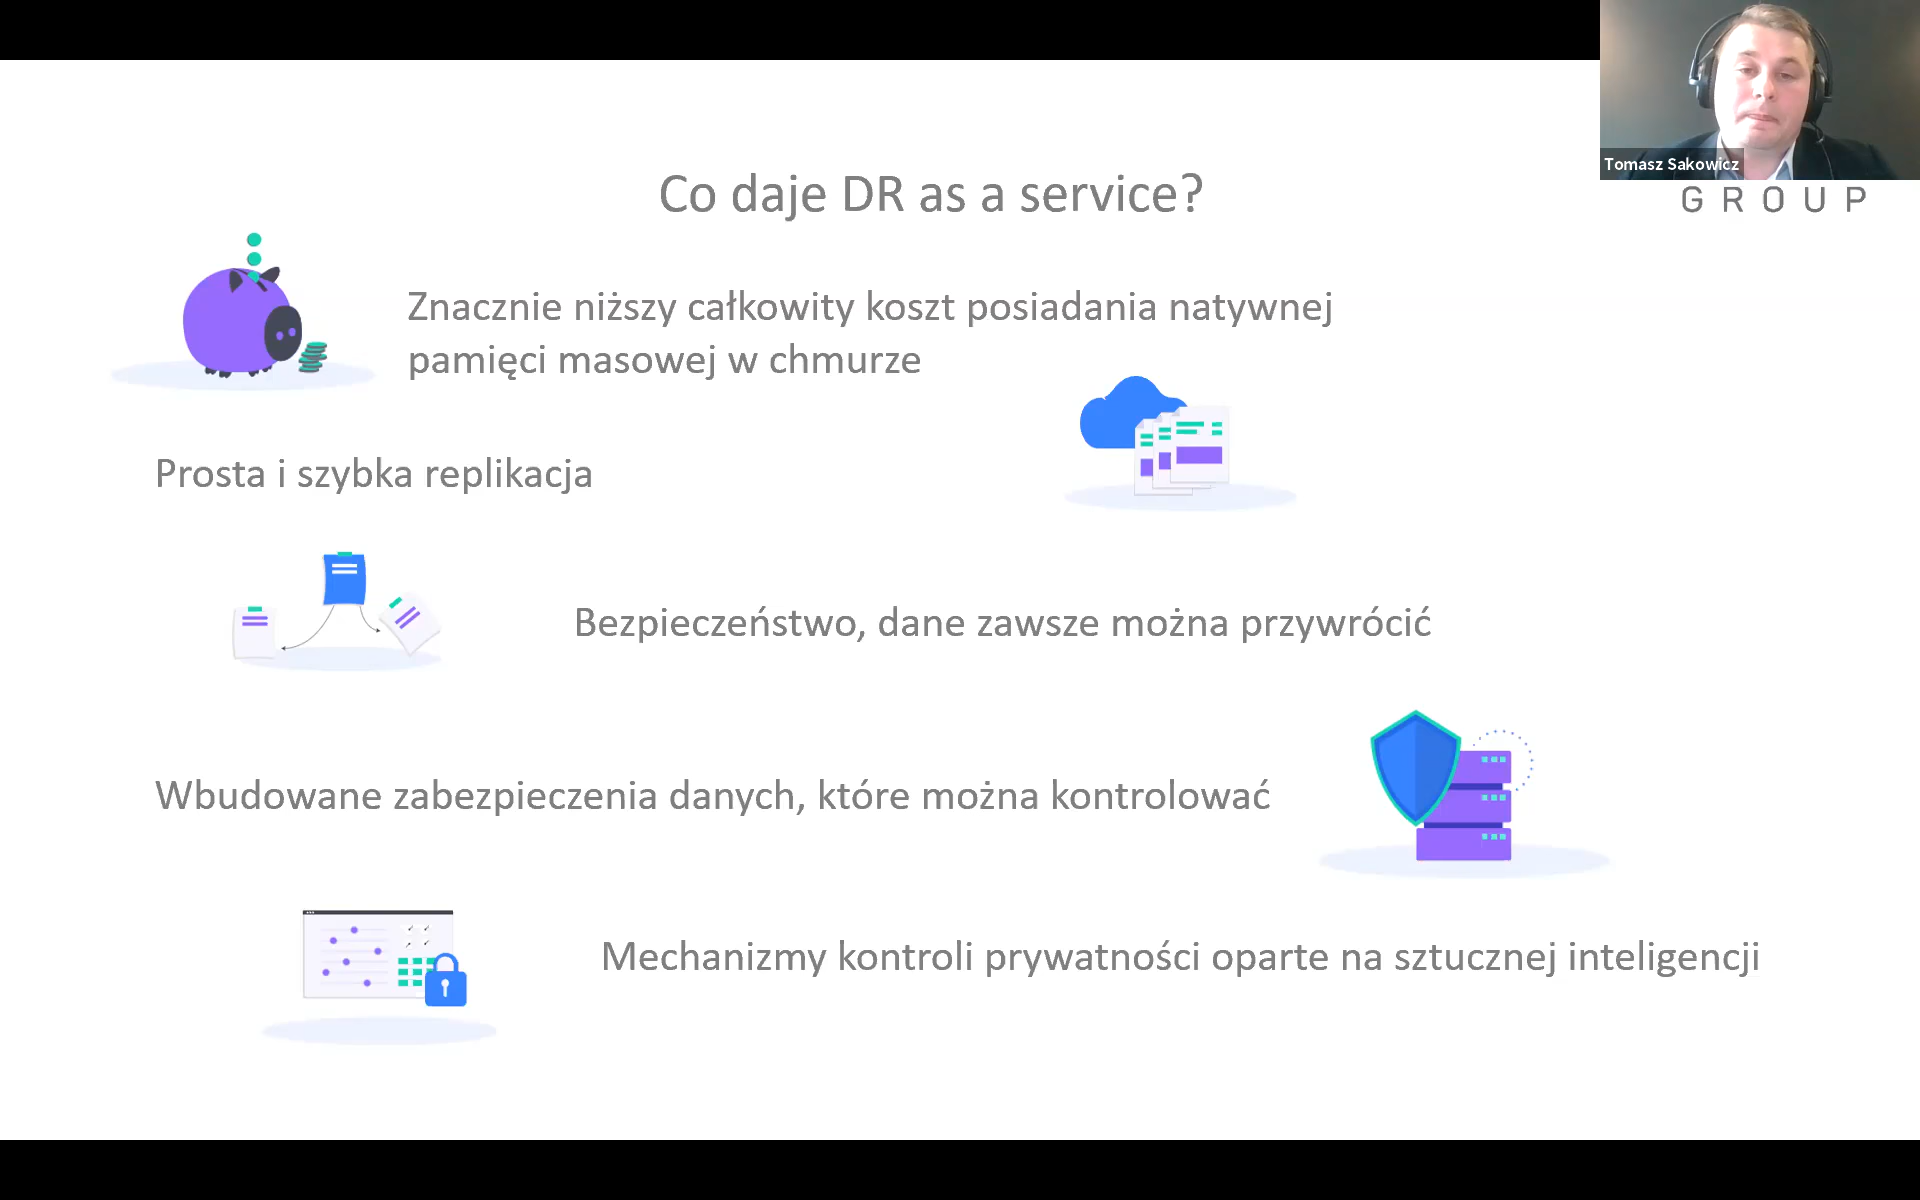 Tomasz Sakowicz
GROUP
Co daje DR as a service?
Znacznie niższy całkowity koszt posiadania natywnej
pamięci masowej w chmurze
Prosta i szybka replikacja
Bezpieczeństwo, dane zawsze można przywrócić
Wbudowane zabezpieczenia danych, które można kontrolować
Mechanizmy kontroli prywatności oparte na sztucznej inteligencji